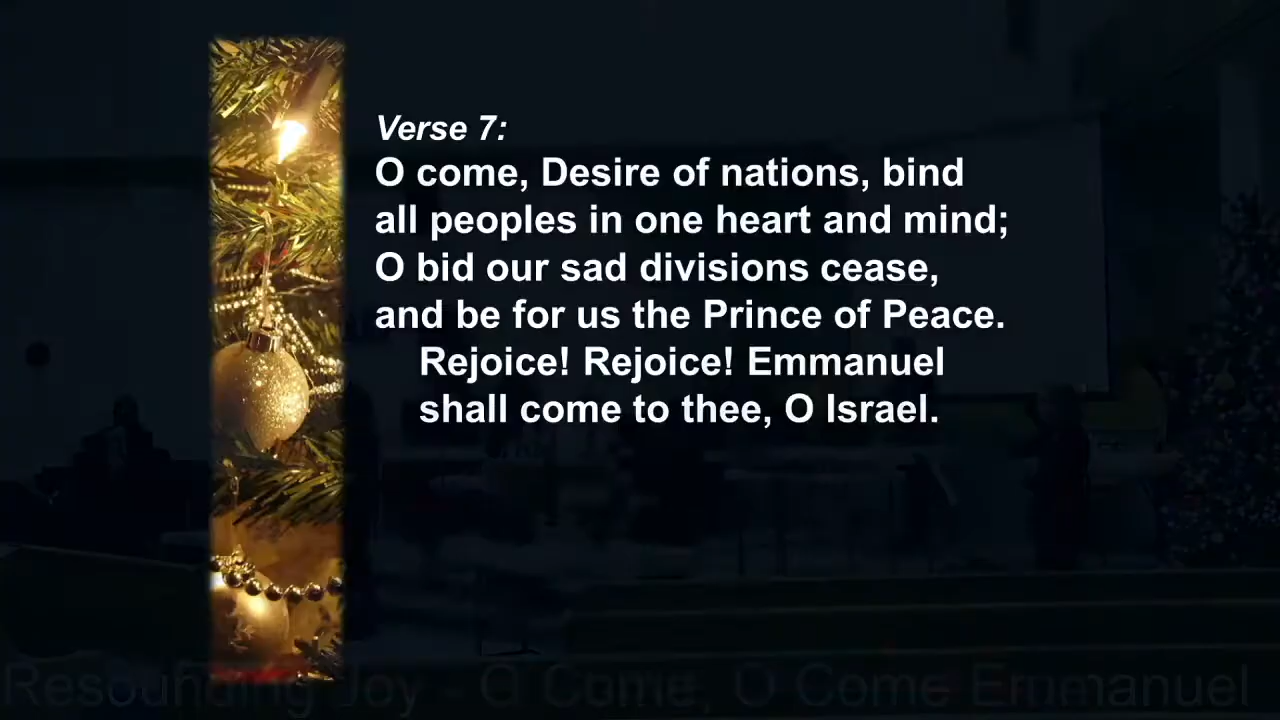 Verse 7:
O come, Desire of nations, bind
all peoples in one heart and mind;
O bid our sad divisions cease,
and be for us the Prince of Peace.
Rejoice! Rejoice! Emmanuel
shall come to thee, O Israel.
Resounding Joy - O Come, O Come Emmanuel